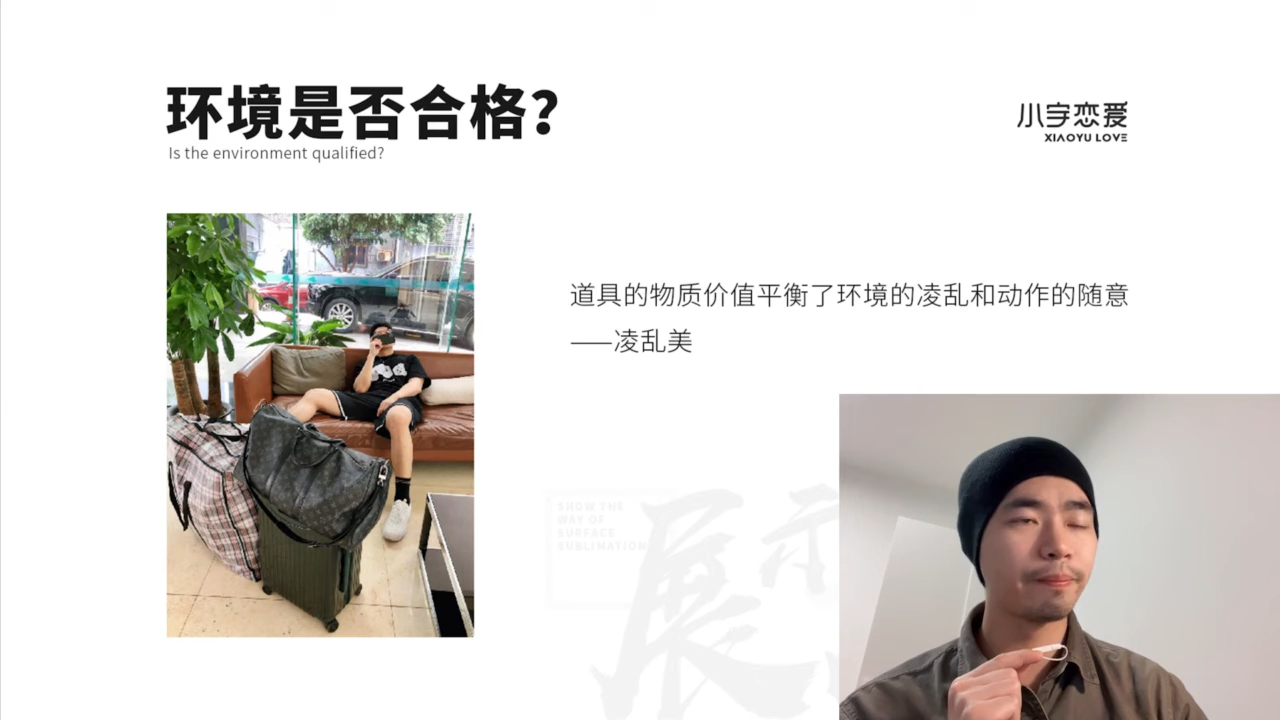 环境是否合格？
Is the environment qualified?
小宇恋爱
XIAOYU LOVE
道具的物质价值平衡了环境的凌乱和动作的随意
——凌乱美
SHOW THE
WAY OF
SURFACE
SUBLIMATION
展示